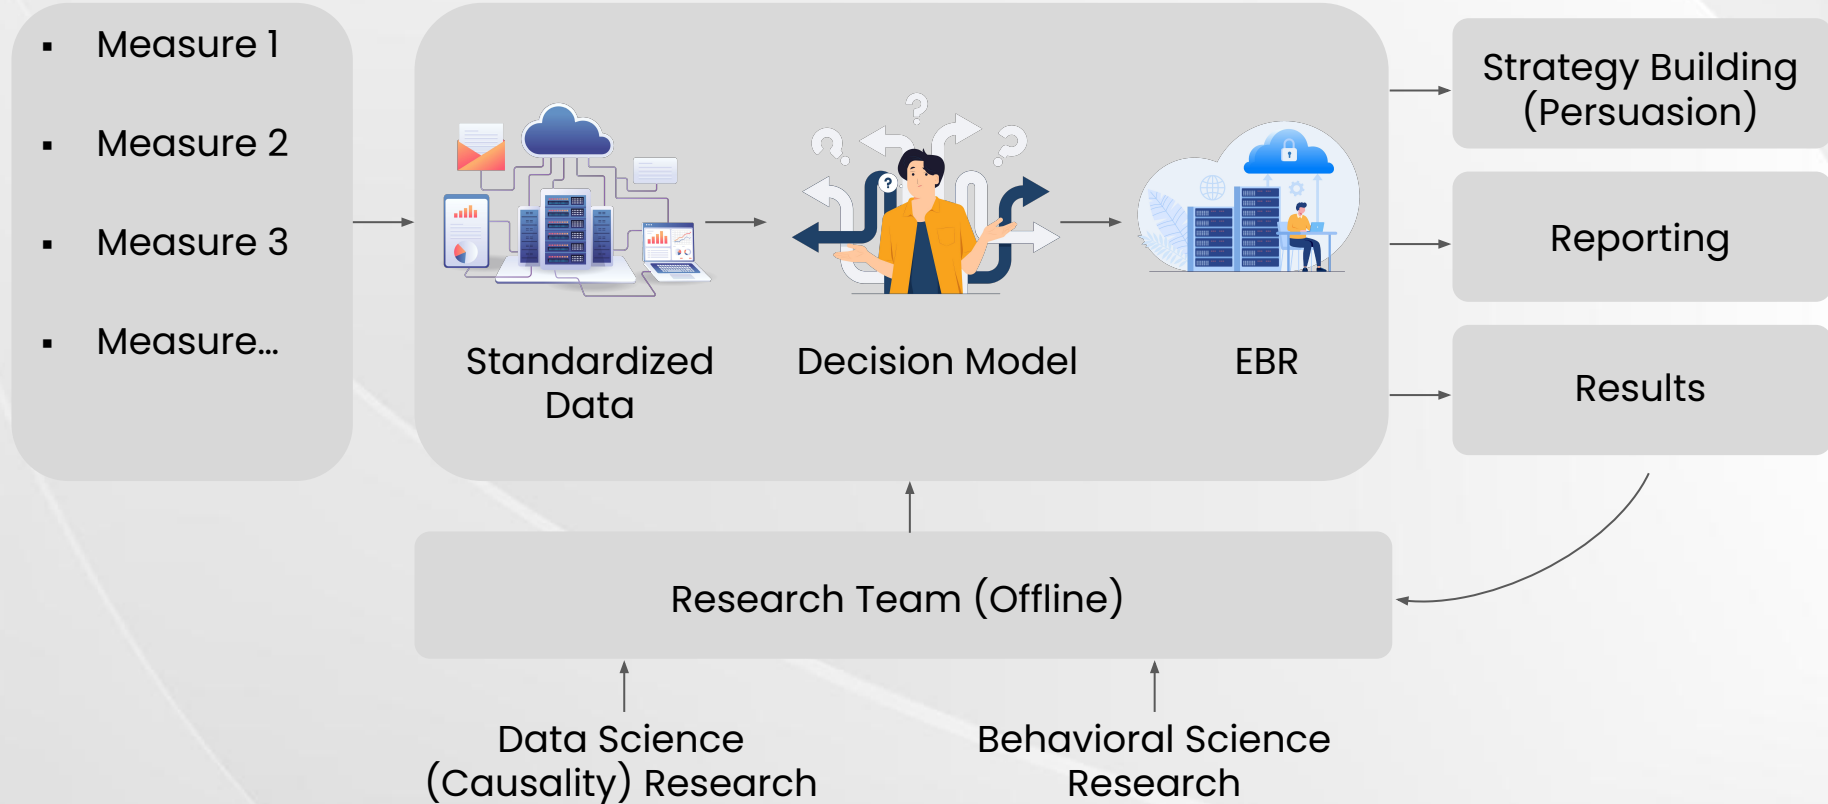 ▪ Measure 1
▪ Measure 2
▪ Measure 3
▪ Measure...
Standardized
Data
Decision Model
EBR
Strategy Building
(Persuasion)
Reporting
Results
Research Team (Offline)
Data Science
(Causality) Research
Behavioral Science
Research